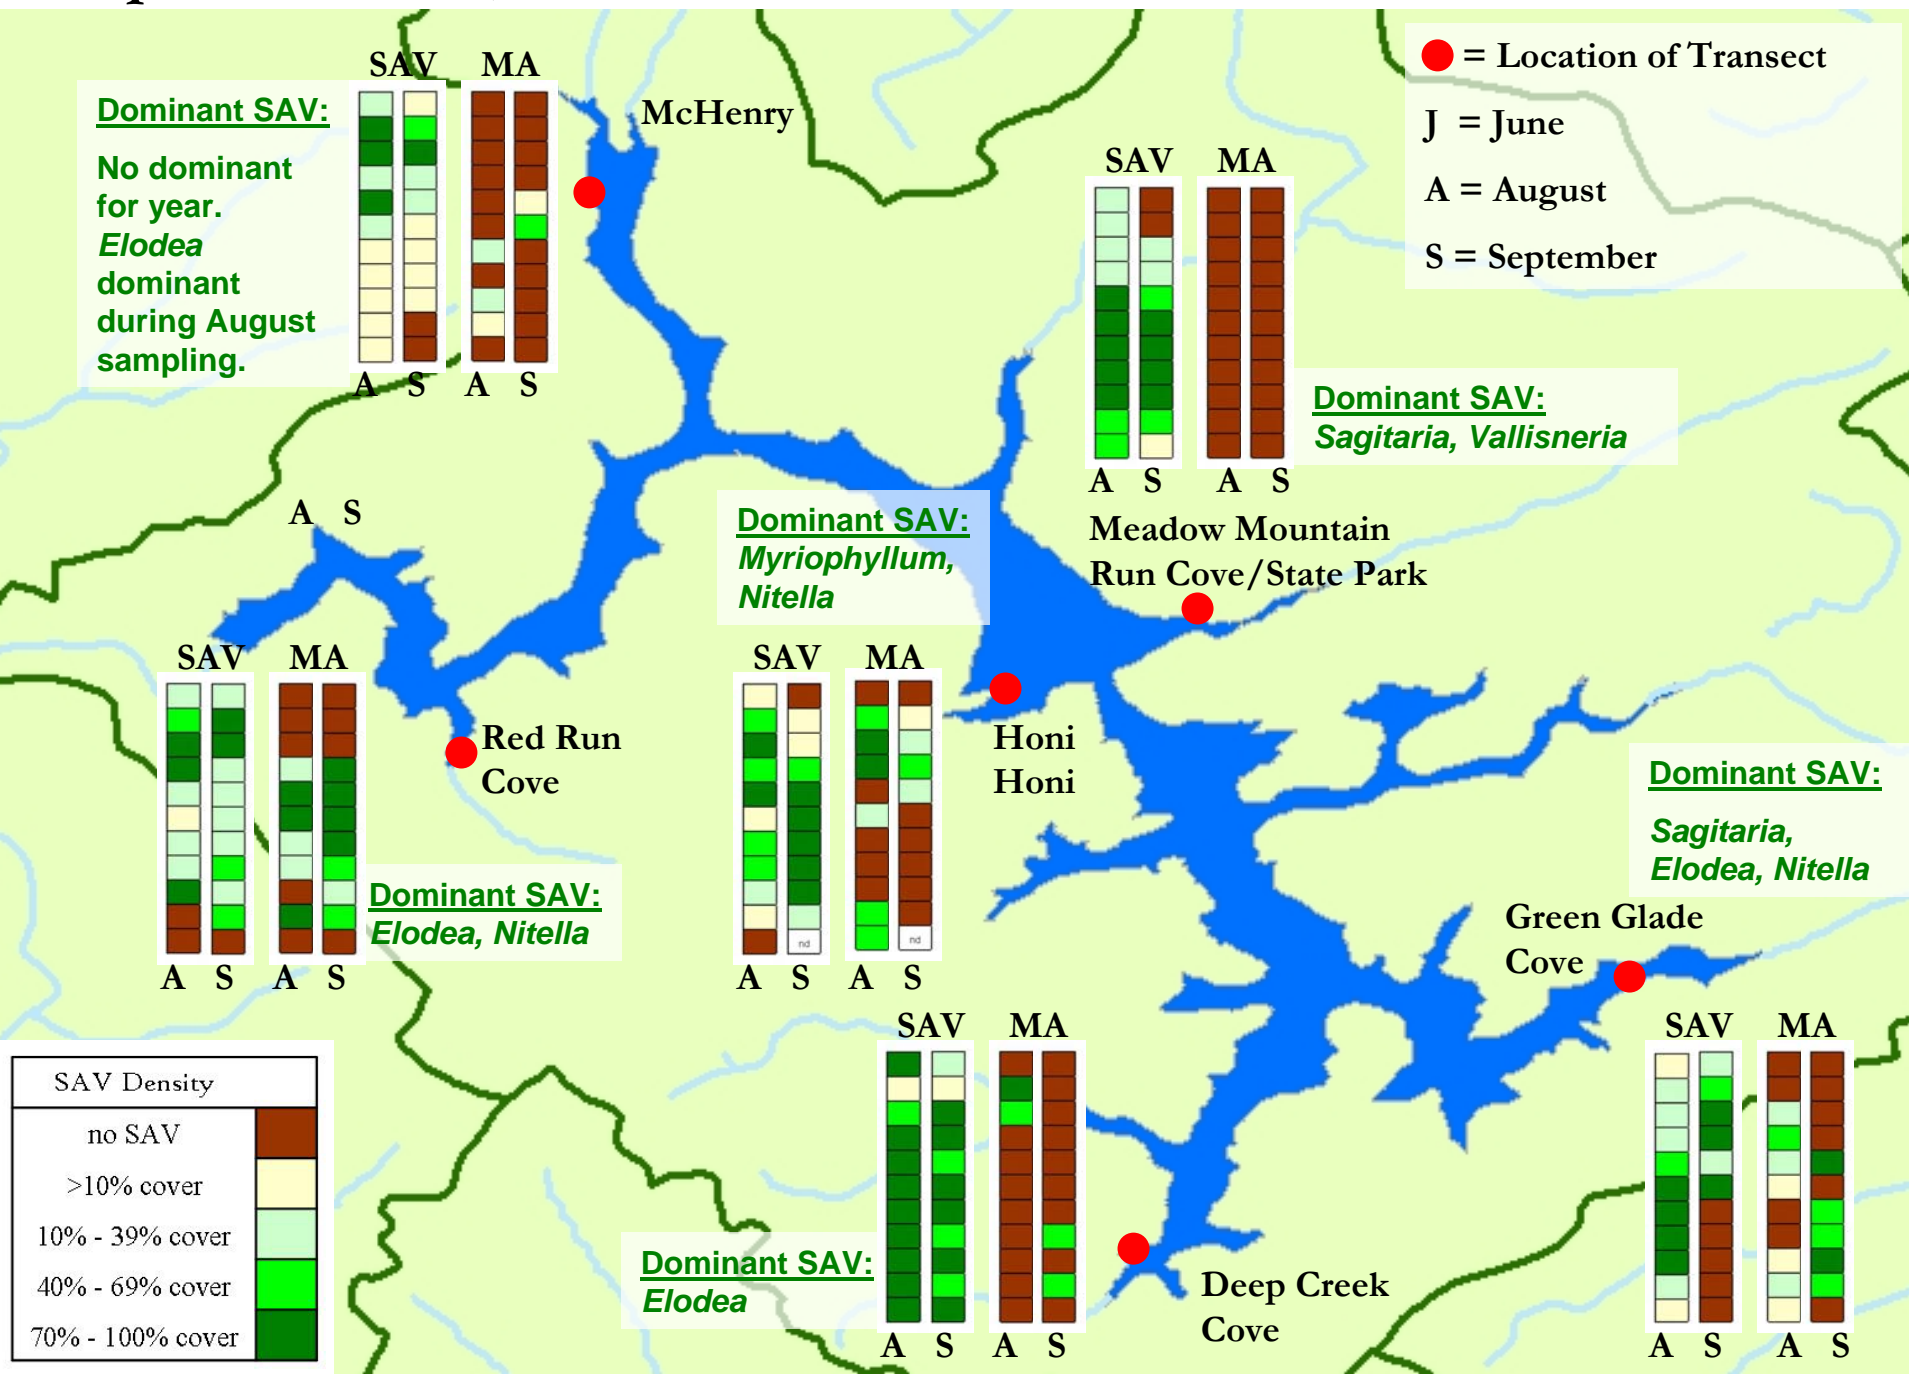 SAV MA
Dominant SAV:
No dominant
for year.
Elodea
dominant
during August
sampling.
A S A S
McHenry
= Location of Transect
J = June
A = August
S = September
SAV MA
A S A S
Dominant SAV:
Sagitaria, Vallisneria
Meadow Mountain
Run Cove/State Park
A S
Dominant SAV:
Myriophyllum,
Nitella
SAV MA
Red Run
Cove
Dominant SAV:
Elodea, Nitella
A S A S
SAV MA
nd nd
A S A S
Honi
Honi
Dominant SAV:
Sagitaria,
Elodea, Nitella
Green Glade
Cove
SAV MA
A S A S
SAV MA
Dominant SAV:
Elodea
A S A S
Deep Creek
Cove
SAV Density
no SAV
>10% cover
10% - 39% cover
40% - 69% cover
70% - 100% cover